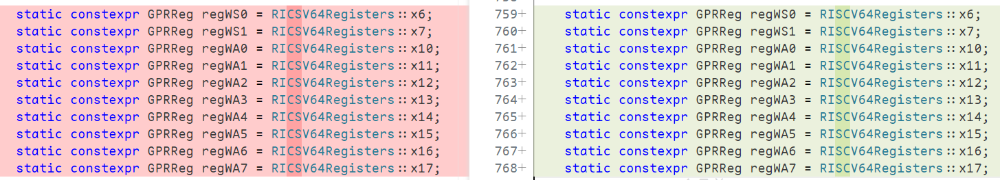 static constexpr GPRReg regWS0 = RICSV64Registers::x6;
static constexpr GPRReg regWS1 = RICSV64Registers::x7;
static constexpr GPRReg regWA0 = RICSV64Registers::x10;
static constexpr GPRReg regWA1 = RICSV64Registers::x11;
static constexpr GPRReg regWA2 = RICSV64Registers::x12;
static constexpr GPRReg regWA3 = RICSV64Registers::x13;
static constexpr GPRReg regWA4 = RICSV64Registers::x14;
static constexpr GPRReg regWA5 = RICSV64Registers::x15;
static constexpr GPRReg regWA6 = RICSV64Registers::x16;
static constexpr GPRReg regWA7 = RICSV64Registers::x17;
759+ static constexpr GPRReg regWS0 = RISCV64Registers::x6;
760+ static constexpr GPRReg regWS1 = RISCV64Registers::x7;
761+ static constexpr GPRReg regWA0 = RISCV64Registers::x10;
762+ static constexpr GPRReg regWA1 = RISCV64Registers::x11;
763+ static constexpr GPRReg regWA2 = RISCV64Registers::x12;
764+ static constexpr GPRReg regWA3 = RISCV64Registers::x13;
765+ static constexpr GPRReg regWA4 = RISCV64Registers::x14;
766+ static constexpr GPRReg regWA5 = RISCV64Registers::x15;
767+ static constexpr GPRReg regWA6 = RISCV64Registers::x16;
768+ static constexpr GPRReg regWA7 = RISCV64Registers::x17;